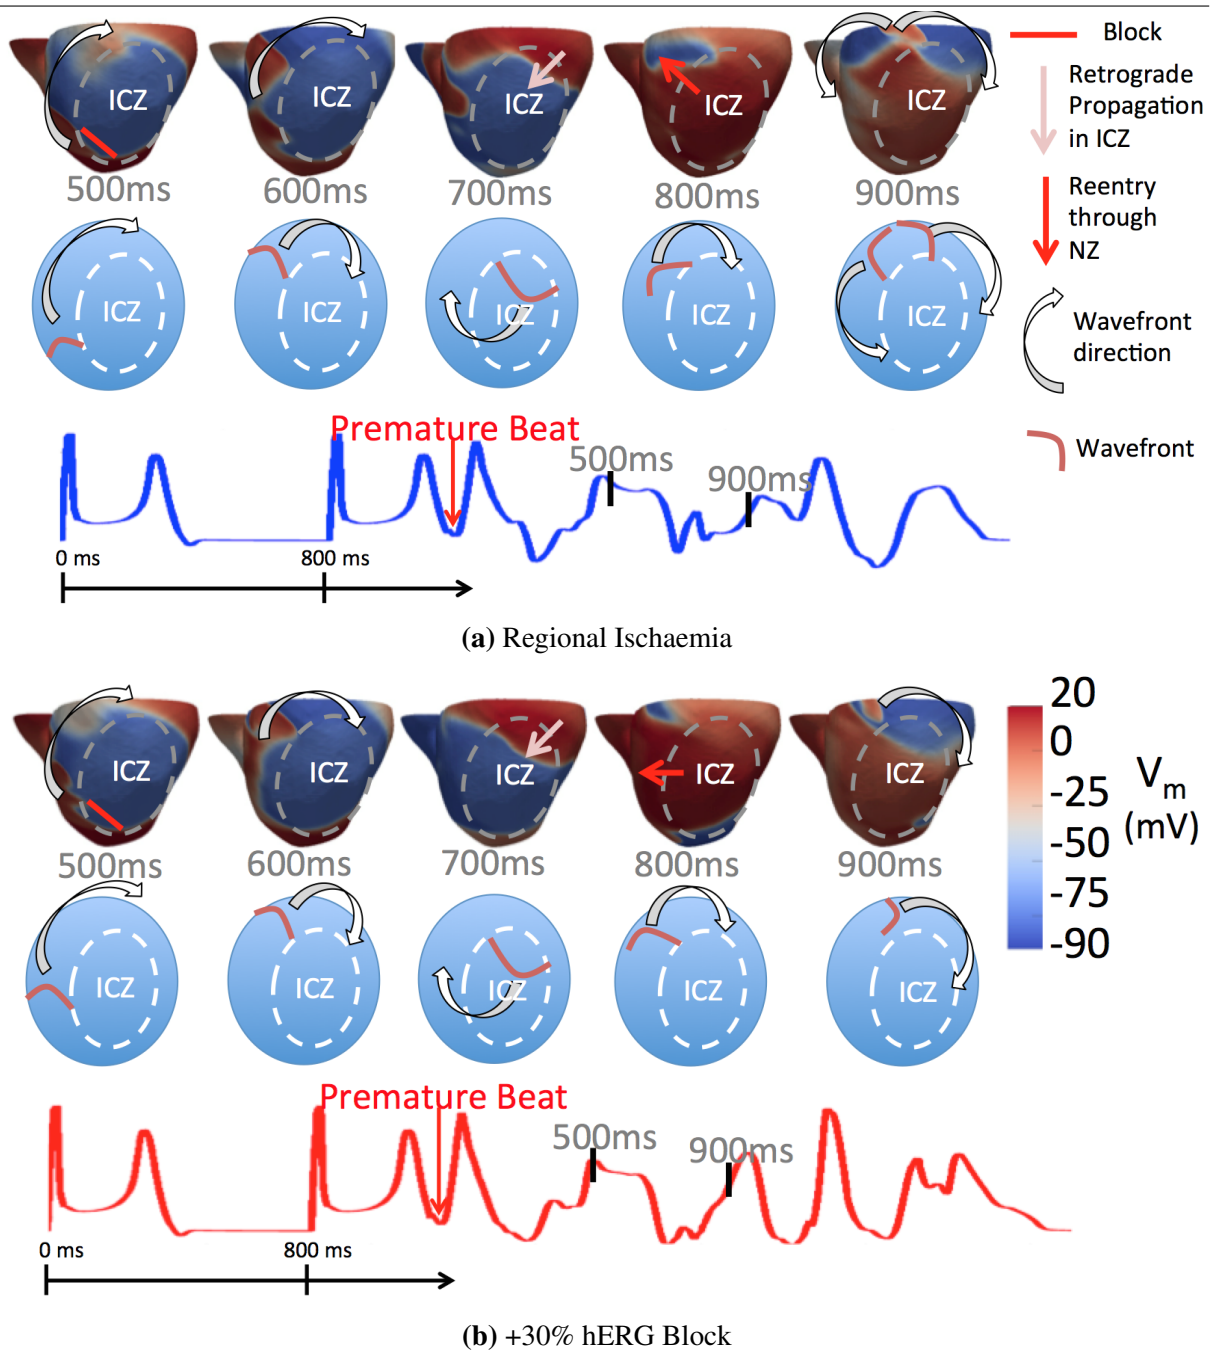 Block
Retrograde
Propagation
in ICZ
Reentry
through
NZ
Wavefront
direction
Wavefront
ICZ
ICZ
ICZ
ICZ
ICZ
500ms
600ms
700ms
800ms
900ms
ICZ
ICZ
ICZ
ICZ
ICZ
Premature Beat
500ms
900ms
0 ms
800 ms
(a) Regional Ischaemia
ICZ
ICZ
ICZ
ICZ
ICZ
500ms
600ms
700ms
800ms
900ms
20
0
-25
-50
-75
-90
Vm
(mV)
ICZ
ICZ
ICZ
ICZ
ICZ
Premature Beat
500ms
900ms
0 ms
800 ms
(b) +30% hERG Block